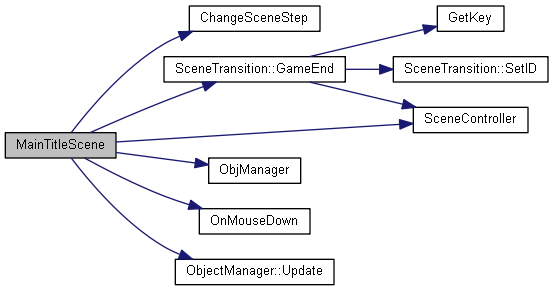 ChangeSceneStep
GetKey
SceneTransition::GameEnd
SceneTransition::SetID
SceneController
MainTitleScene
ObjManager
OnMouseDown
ObjectManager::Update